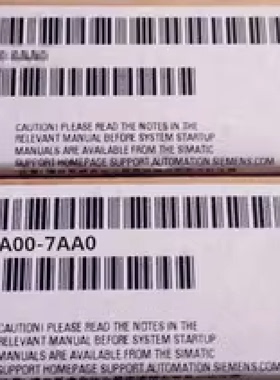 CAUTION! PLEASE READ THE NOTES IN THE
RELEVANT MANUAL BEFORE SYSTEM STARTUP
MANUALS ARE AVAILABLE FROM THE SIMATIC
SUPPORT HOMEPAGE SUPPORT.AUTOMATION.SIEMENS.COM
A00-7AA0
CAUTION! PLEASE READ THE NOTES IN THE
RELEVANT MANUAL BEFORE SYSTEM STARTUP
MANUALS ARE AVAILABLE FROM THE SIMATIC
SUPPORT HOMEPAGE SUPPORT.AUTOMATION.SIEMENS.COM